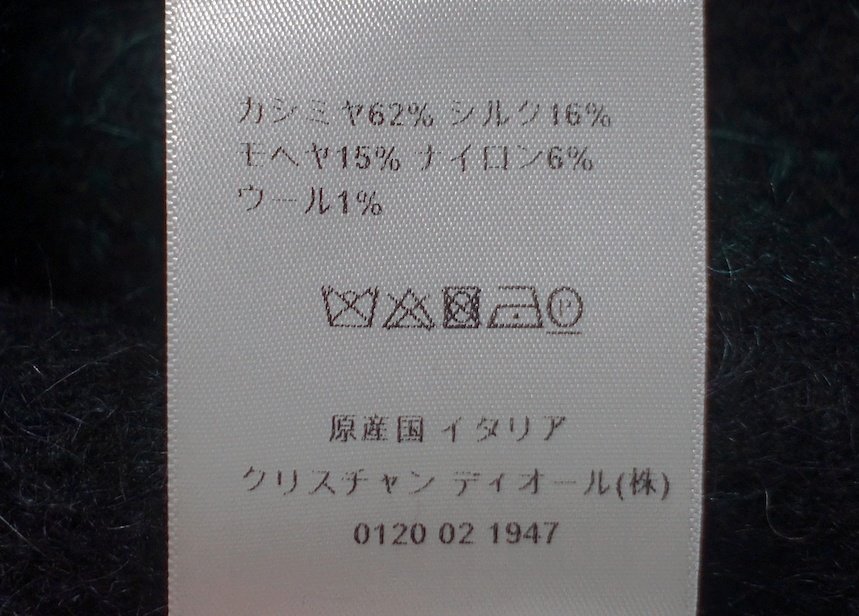 カシミヤ62% シルク16%
モヘヤ15% ナイロン6%
ウール1%
P
原産国 イタリア
クリスチャン ディオール(株)
0120 02 1947